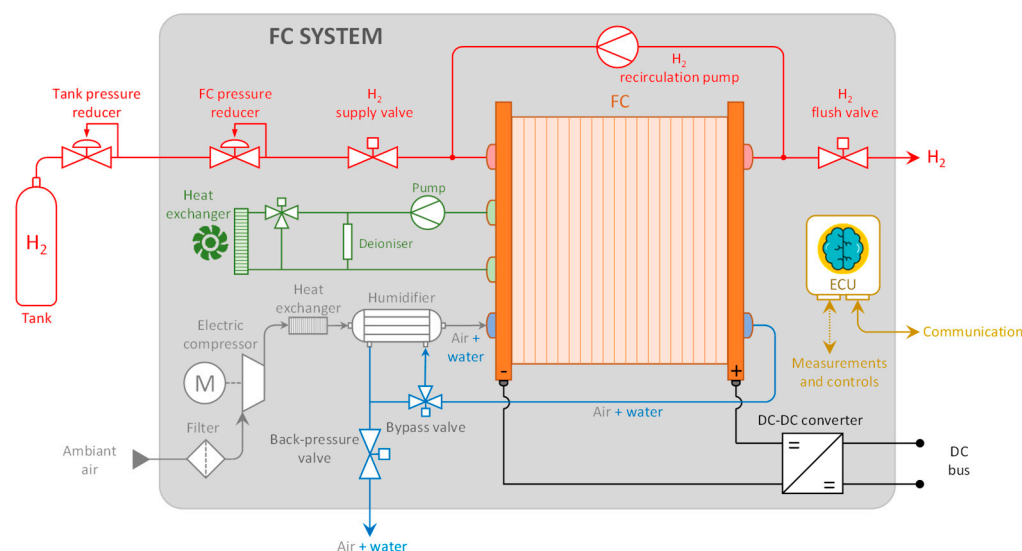 FC SYSTEM
H2
recirculation pump
Tank pressure
reducer
FC pressure
reducer
H2
supply valve
FC
H2
flush valve
H2
H2
Tank
Heat
exchanger
Pump
Deioniser
ECU
Communication
Measurements
and controls
Heat
exchanger
Humidifier
Electric
compressor
M
Air + water
Filter
Ambiant
air
Back-pressure
valve
Bypass valve
Air + water
-
+
DC-DC converter
=
=
DC
bus
Air + water